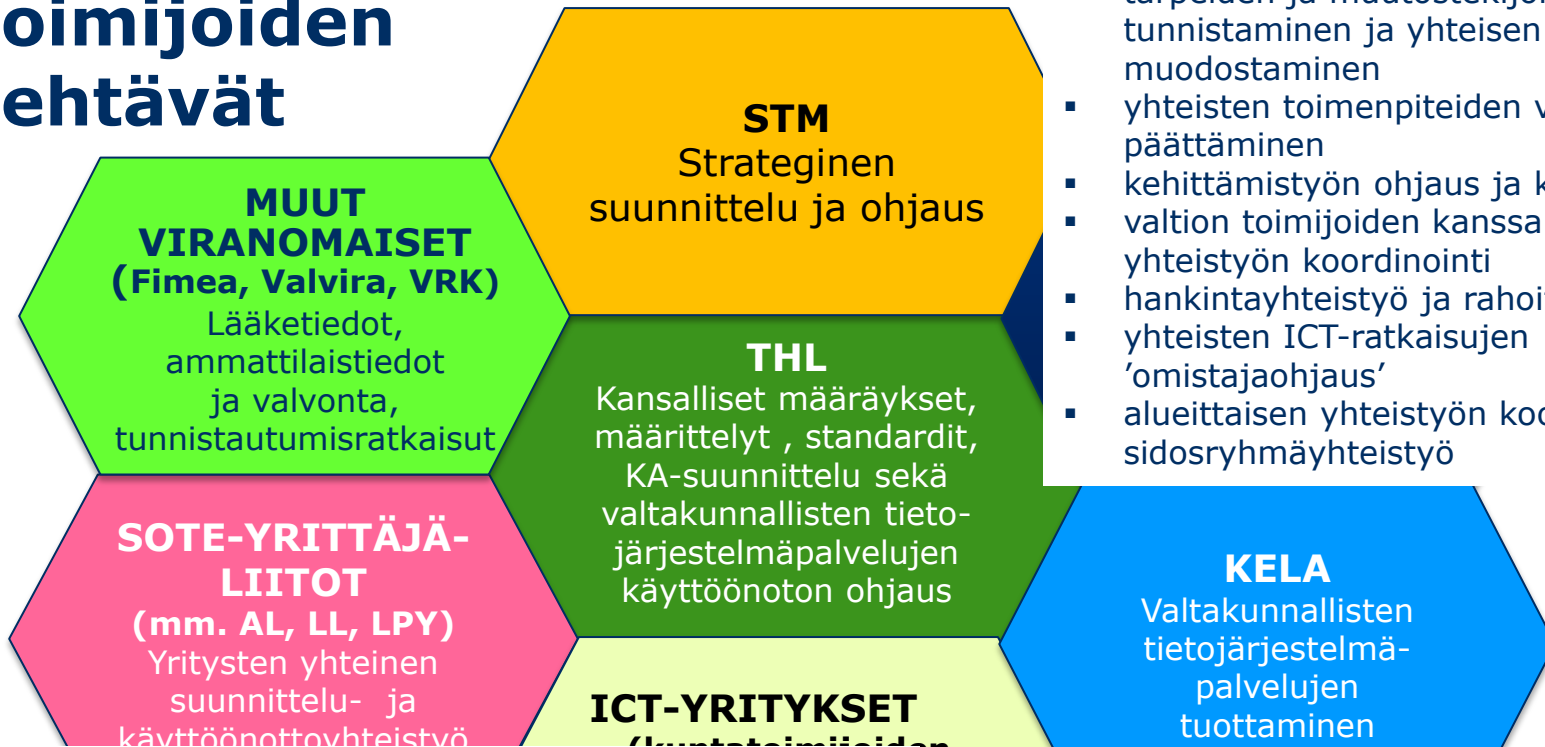 oimijoiden
ehtävät
STM
Strateginen
suunnittelu ja ohjaus
MUUT
VIRANOMAISET
(Fimea, Valvira, VRK)
Lääketiedot,
ammattilaistiedot
ja valvonta,
tunnistautumisratkaisut
THL
Kansalliset määräykset,
määrittelyt , standardit,
KA-suunnittelu sekä
valtakunnallisten tieto-
järjestelmäpalvelujen
käyttöönoton ohjaus
tunnistaminen ja yhteisen
muodostaminen
▪ yhteisten toimenpiteiden
päättäminen
▪ kehittämistyön ohjaus ja
▪ valtion toimijoiden kanssa
yhteistyön koordinointi
▪ hankintayhteistyö ja
▪ yhteisten ICT-ratkaisujen
’omistajaohjaus’
▪ alueittaisen yhteistyön
sidosryhmäyhteistyö
SOTE-YRITTÄJÄ-
LIITOT
(mm. AL, LL, LPY)
Yritysten yhteinen
suunnittelu- ja
käyttöönottoyhteistyö
ICT-YRITYKSET
(kuntatoimijoiden
KELA
Valtakunnallisten
tietojärjestelmä-
palvelujen
tuottaminen